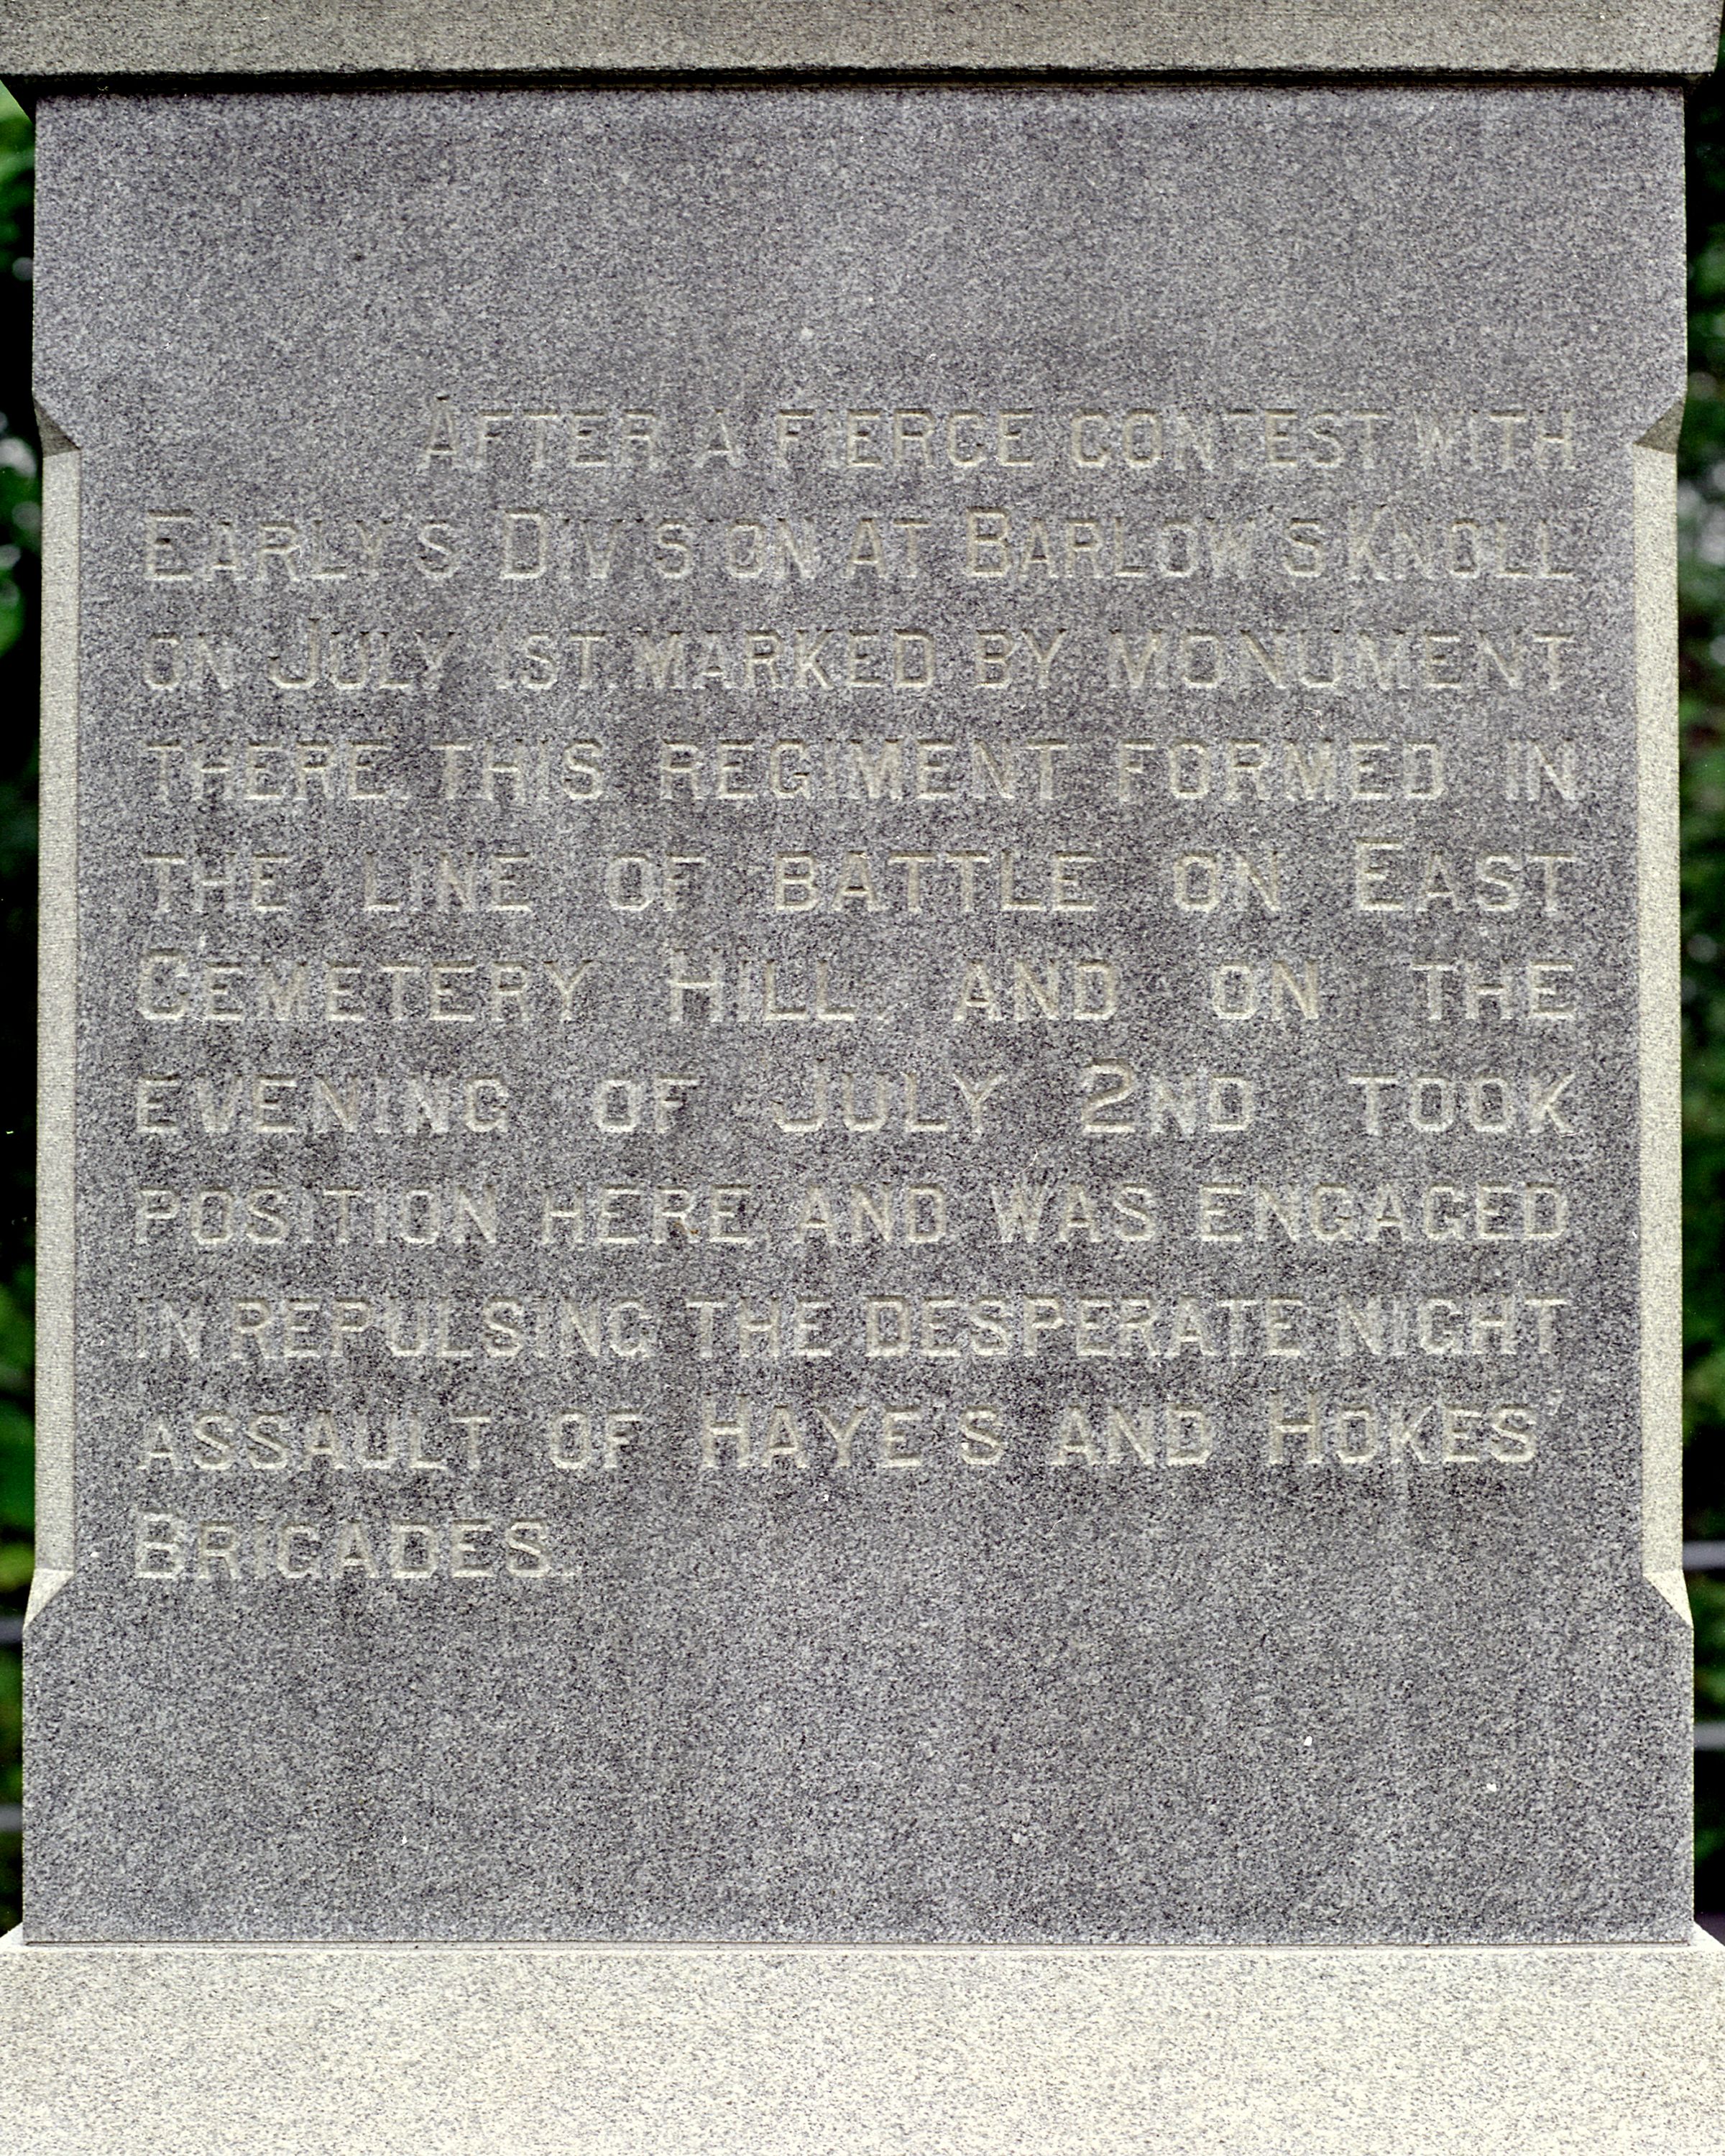 AFTER A FIERCE CONTEST WITH
EARLY'S DIVISION AT BARLOW'S KNOLL
ON JULY 1ST. MARKED BY MONUMENT
THERE, THIS REGIMENT FORMED IN
THE LINE OF BATTLE ON EAST
CEMETERY HILL, AND ON THE
EVENING OF JULY 2ND TOOK
POSITION HERE AND WAS ENGAGED
IN REPULSING THE DESPERATE NIGHT
ASSAULT OF HAYE'S AND HOKES'
BRIGADES.